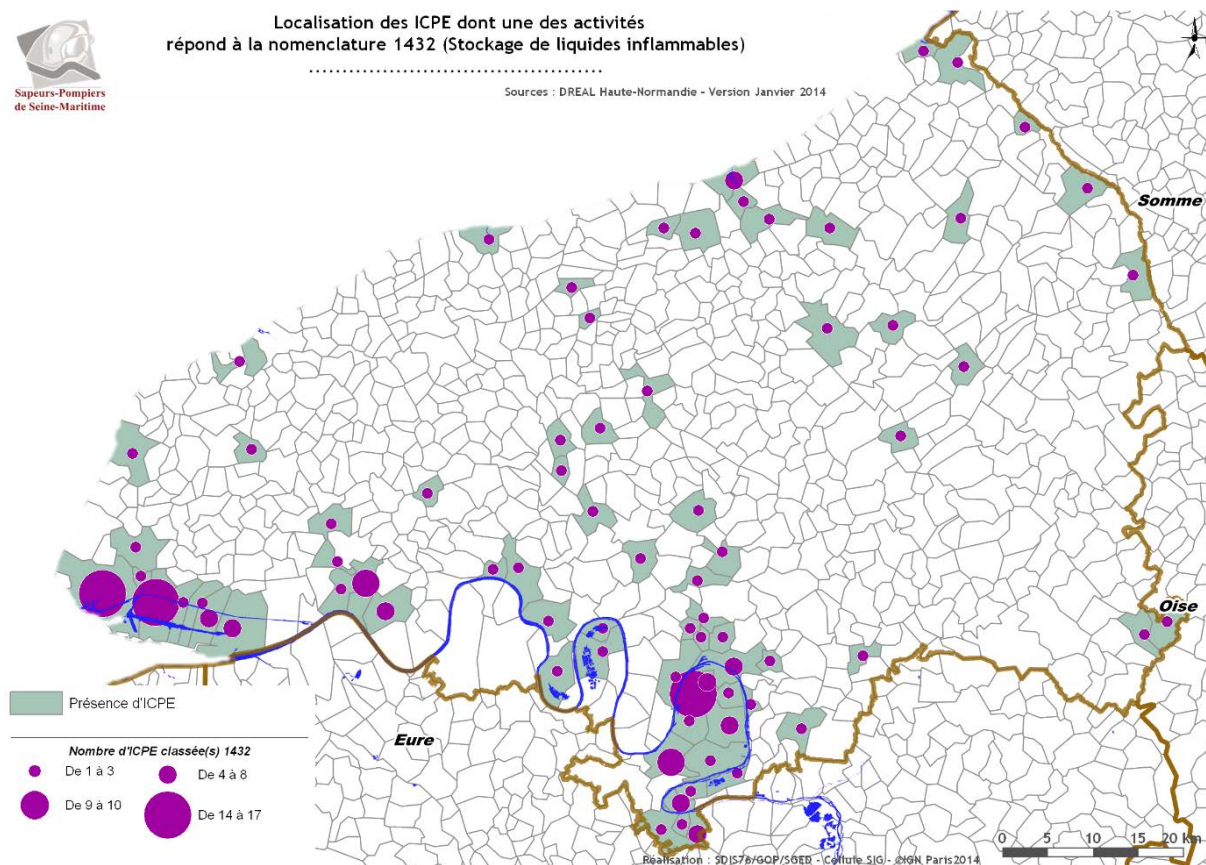 Localisation des ICPE dont une des activités
répond à la nomenclature 1432 (Stockage de liquides inflammables)
Sapeurs-Pompiers
de Seine-Maritime
Sources : DREAL Haute-Normandie - Version Janvier 2014
Somme
Oise
Eure
Présence d'ICPE
Nombre d'ICPE classée(s) 1432
De 1 à 3
De 4 à 8
De 9 à 10
De 14 à 17
0 5 10 15 20 km
Réalisation : SDIS76/GOP/SGED - Cellule SIG - ©IGN Paris2014